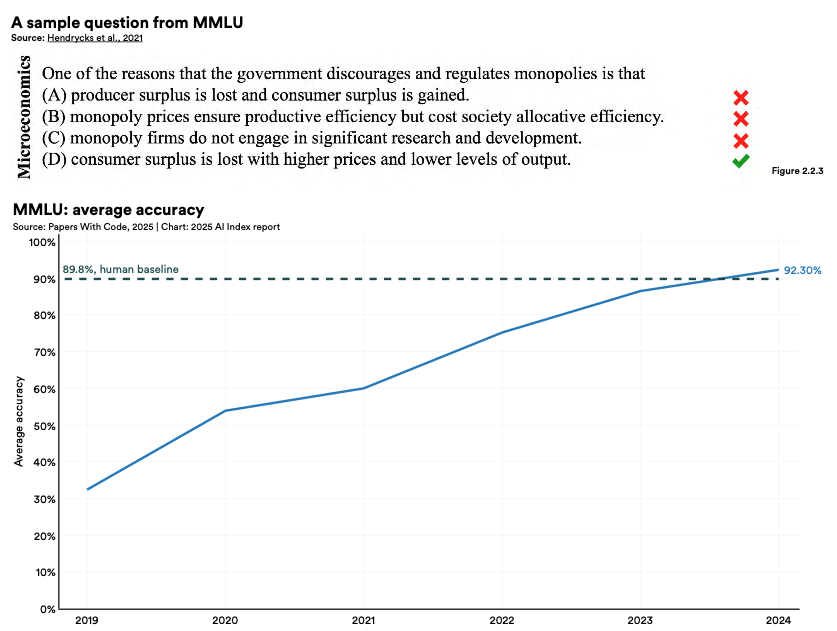 A sample question from MMLU
Source: Hendrycks et al., 2021
Microeconomics
One of the reasons that the government discourages and regulates monopolies is that
(A) producer surplus is lost and consumer surplus is gained.
(B) monopoly prices ensure productive efficiency but cost society allocative efficiency.
(C) monopoly firms do not engage in significant research and development.
(D) consumer surplus is lost with higher prices and lower levels of output.
Figure 2.2.3
MMLU: average accuracy
Source: Papers With Code, 2025 | Chart: 2025 AI Index report
100%
89.8%, human baseline
92.30%
90%
80%
70%
60%
50%
40%
30%
20%
10%
0%
Average accuracy
2019
2020
2021
2022
2023
2024